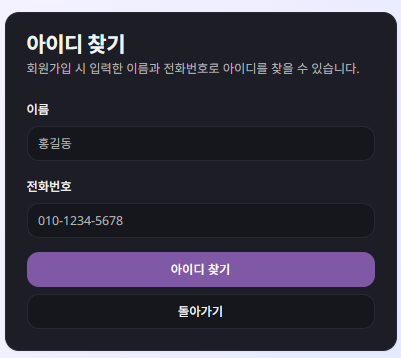 아이디 찾기
회원가입 시 입력한 이름과 전화번호로 아이디를 찾을 수 있습니다.
이름
홍길동
전화번호
010-1234-5678
아이디 찾기
돌아가기